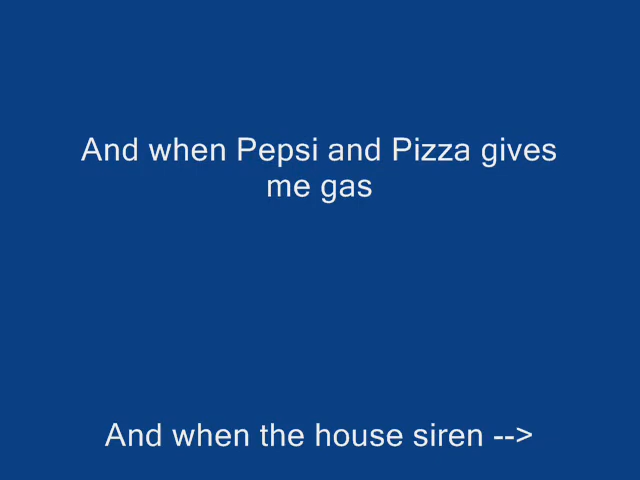 And when Pepsi and Pizza gives
me gas
And when the house siren -->